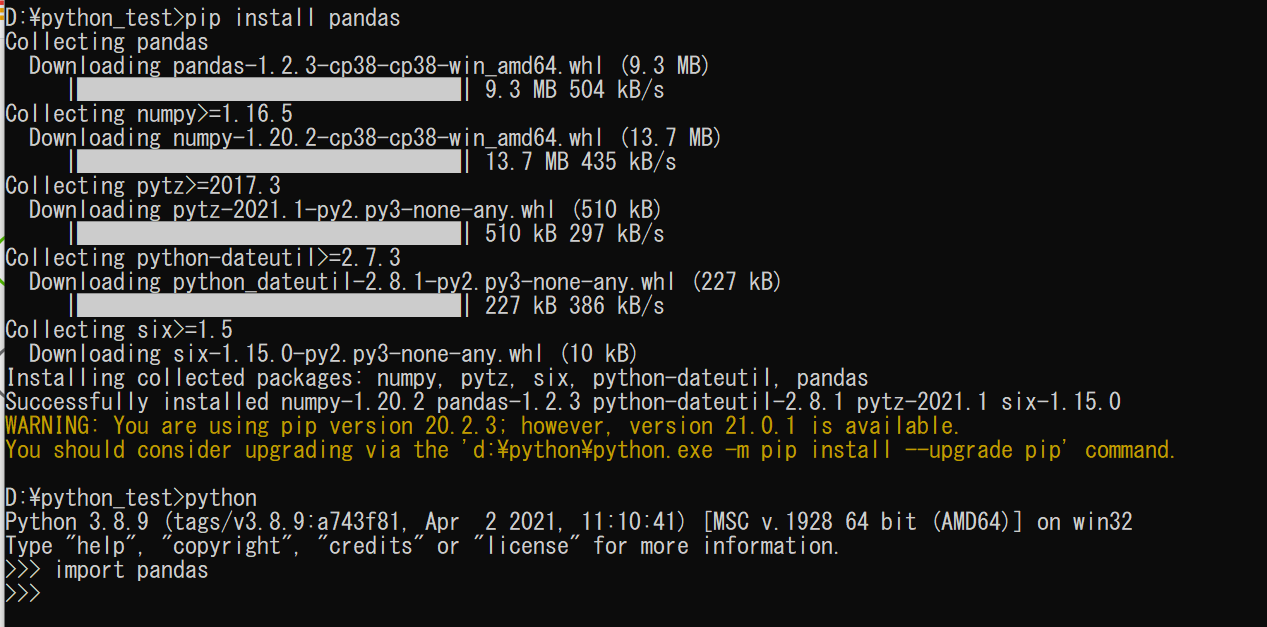 D:¥python_test>pip install pandas
Collecting pandas
  Downloading pandas-1.2.3-cp38-cp38-win_amd64.whl (9.3 MB)
     |████████████████████████████████| 9.3 MB 504 kB/s
Collecting numpy>=1.16.5
  Downloading numpy-1.20.2-cp38-cp38-win_amd64.whl (13.7 MB)
     |████████████████████████████████| 13.7 MB 435 kB/s
Collecting pytz>=2017.3
  Downloading pytz-2021.1-py2.py3-none-any.whl (510 kB)
     |████████████████████████████████| 510 kB 297 kB/s
Collecting python-dateutil>=2.7.3
  Downloading python_dateutil-2.8.1-py2.py3-none-any.whl (227 kB)
     |████████████████████████████████| 227 kB 386 kB/s
Collecting six>=1.5
  Downloading six-1.15.0-py2.py3-none-any.whl (10 kB)
Installing collected packages: numpy, pytz, six, python-dateutil, pandas
Successfully installed numpy-1.20.2 pandas-1.2.3 python-dateutil-2.8.1 pytz-2021.1 six-1.15.0
WARNING: You are using pip version 20.2.3; however, version 21.0.1 is available.
You should consider upgrading via the 'd:¥python¥python.exe -m pip install --upgrade pip' command.
D:¥python_test>python
Python 3.8.9 (tags/v3.8.9:a743f81, Apr  2 2021, 11:10:41) [MSC v.1928 64 bit (AMD64)] on win32
Type "help", "copyright", "credits" or "license" for more information.
>>> import pandas
>>>